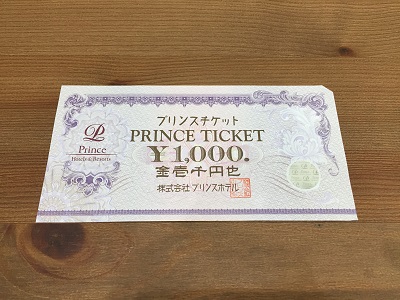 プリンスチケット
PRINCE TICKET
¥1,000.
金壱千円也
株式会社 プリンスホテル
P
Prince
Hotels & Resorts